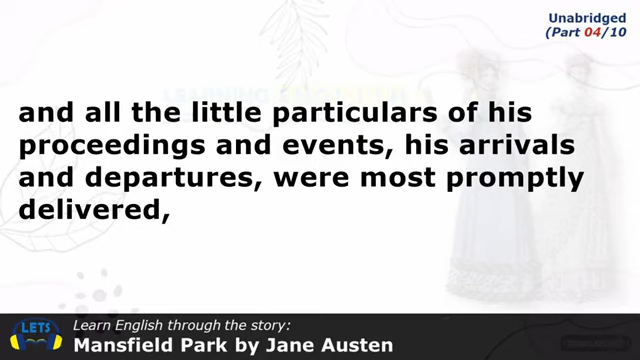 Unabridged
(Part 04/10
and all the little particulars of his
proceedings and events, his arrivals
and departures, were most promptly
delivered,
LETS
Learn English through the story:
Mansfield Park by Jane Austen